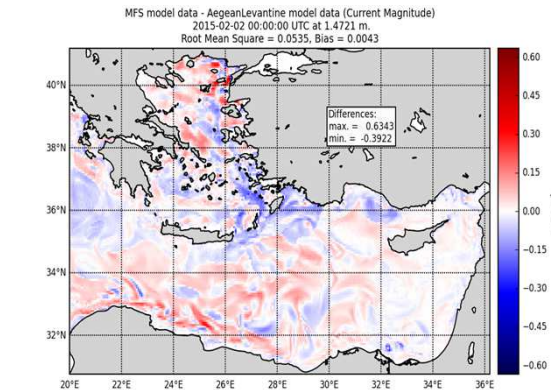 MFS model data - AegeanLevantine model data (Current Magnitude)
2015-02-02 00:00:00 UTC at 1.4721 m.
Root Mean Square = 0.0535, Bias = 0.0043
40°N
38°N
36°N
34°N
32°N
Differences:
max. = 0.6343
min. = -0.3922
20°E 22°E 24°E 26°E 28°E 30°E 32°E 34°E 36°E
0.60
0.45
0.30
0.15
0.00
−0.15
−0.30
−0.45
−0.60